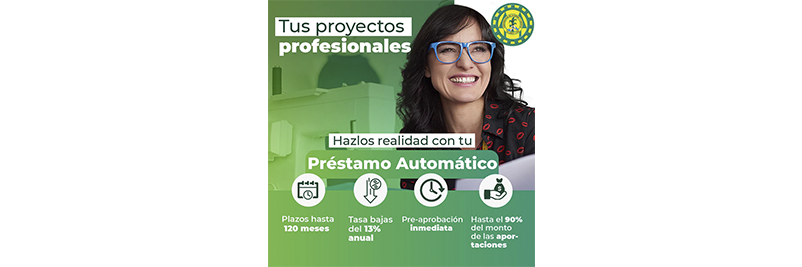 Tus proyectos
profesionales
Hazlos realidad con tu
Préstamo Automático
Plazos hasta
120 meses
Tasa bajas
del 13%
anual
Pre-aprobación
inmediata
Hasta el 90%
del monto
de las apor-
taciones